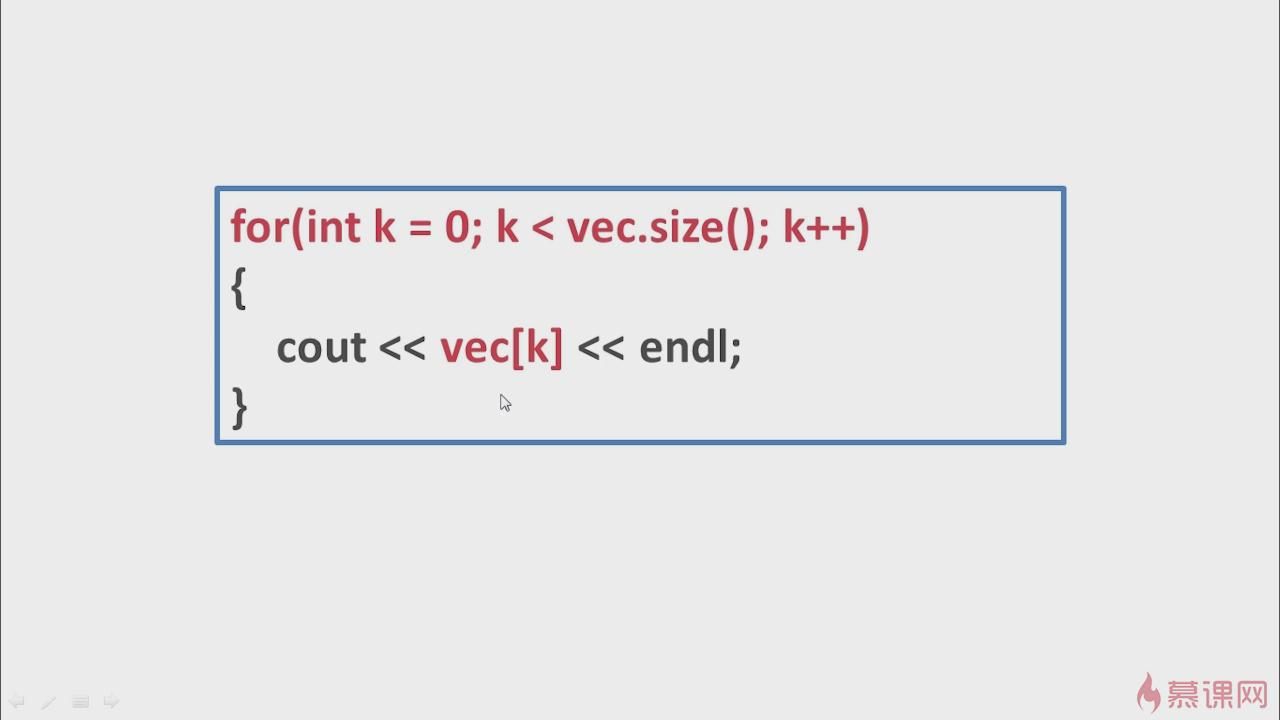 for(int k = 0; k < vec.size(); k++)
{
cout << vec[k] << endl;
}
慕课网